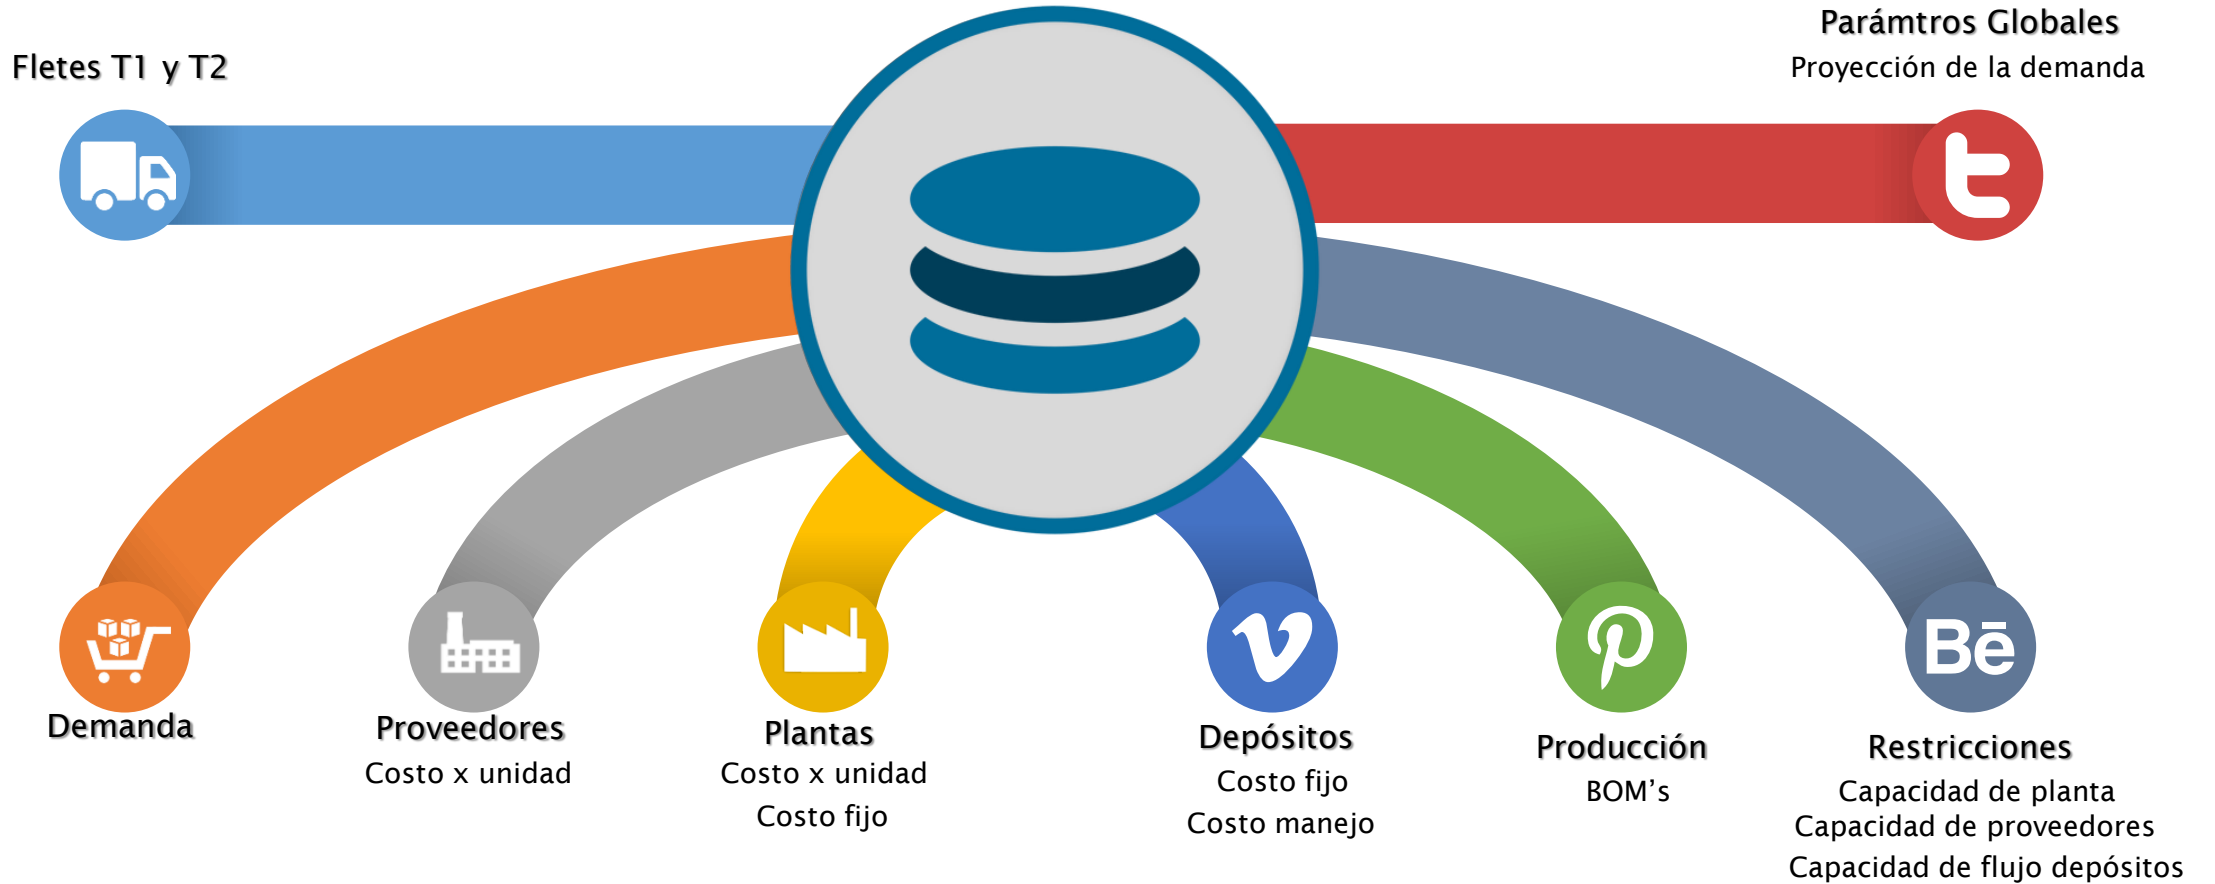 Parámtros Globales
Proyección de la demanda
Fletes T1 y T2
Demanda
Proveedores
Costo x unidad
Plantas
Costo x unidad
Costo fijo
Depósitos
Costo fijo
Costo manejo
Producción
BOM’s
Bē
Restricciones
Capacidad de planta
Capacidad de proveedores
Capacidad de flujo depósitos